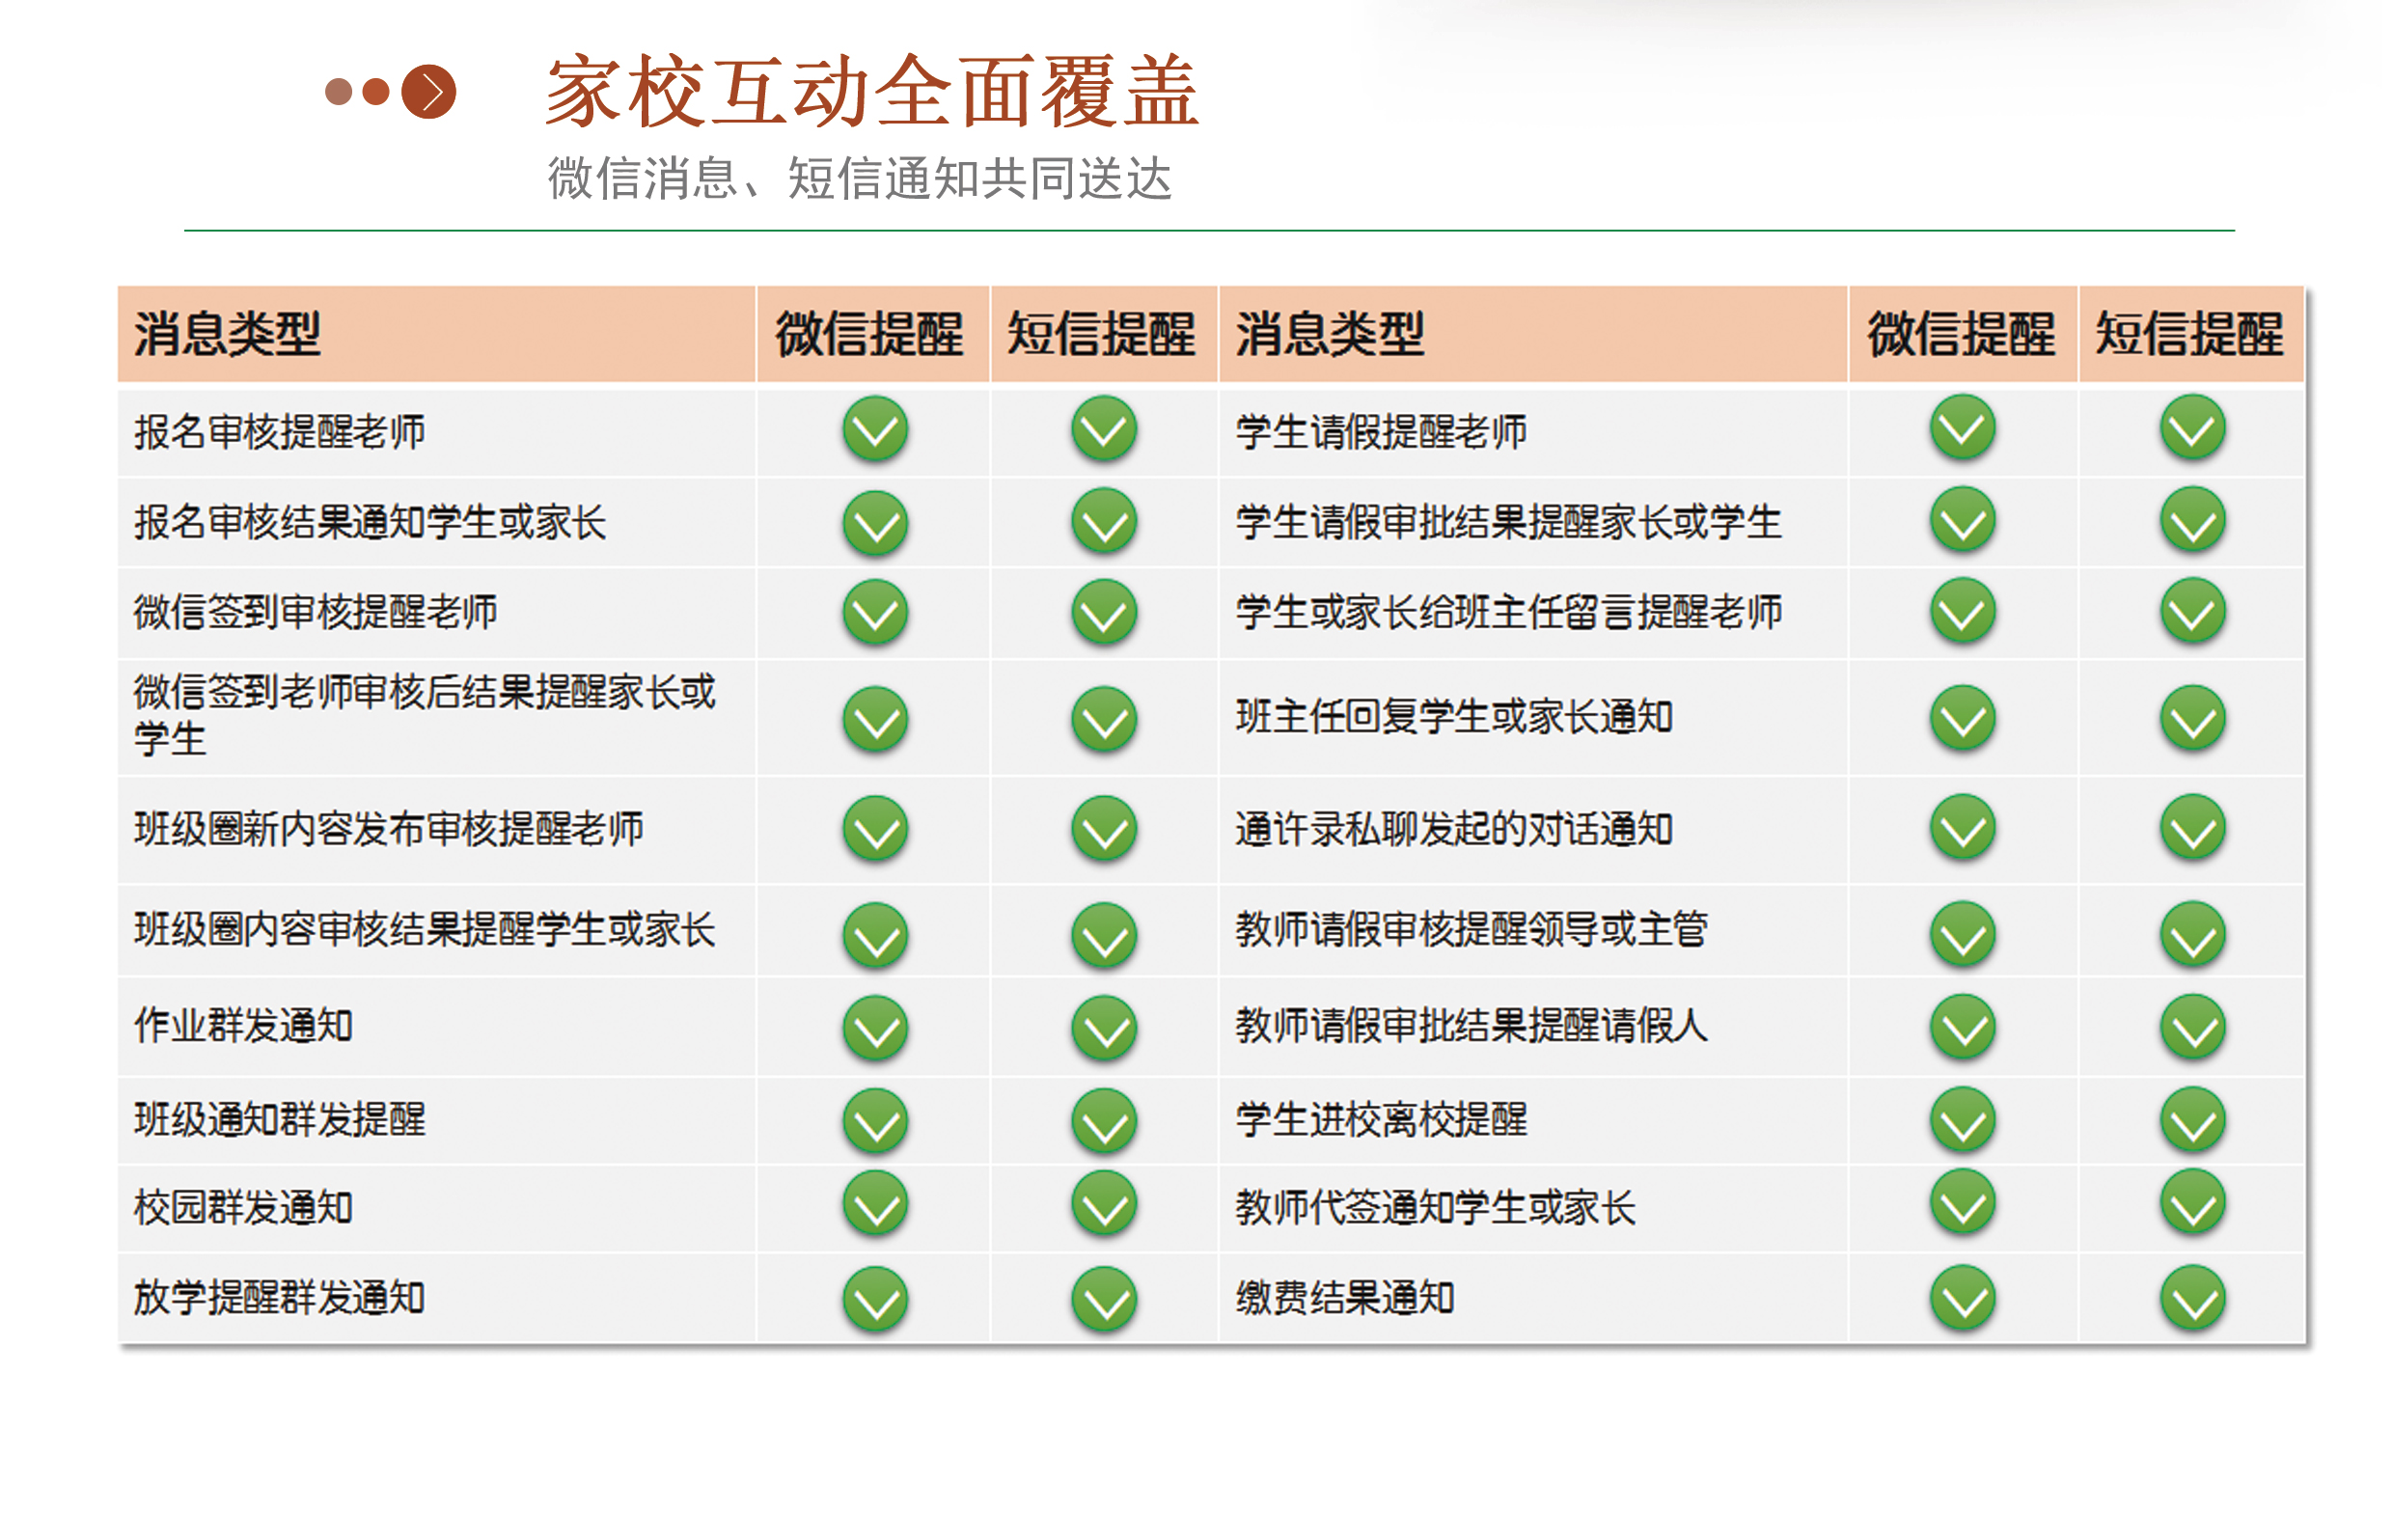 家校互动全面覆盖
微信消息、短信通知共同送达
消息类型 微信提醒 短信提醒 消息类型 微信提醒 短信提醒
报名审核提醒老师 学生请假提醒老师
报名审核结果通知学生或家长 学生请假审批结果提醒家长或学生
微信签到审核提醒老师 学生或家长给班主任留言提醒老师
微信签到老师审核后结果提醒家长或
学生 班主任回复学生或家长通知
班级圈新内容发布审核提醒老师 通许录私聊发起的对话通知
班级圈内容审核结果提醒学生或家长 教师请假审核提醒领导或主管
作业群发通知 教师请假审批结果提醒请假人
班级通知群发提醒 学生进校离校提醒
校园群发通知 教师代签通知学生或家长
放学提醒群发通知 缴费结果通知